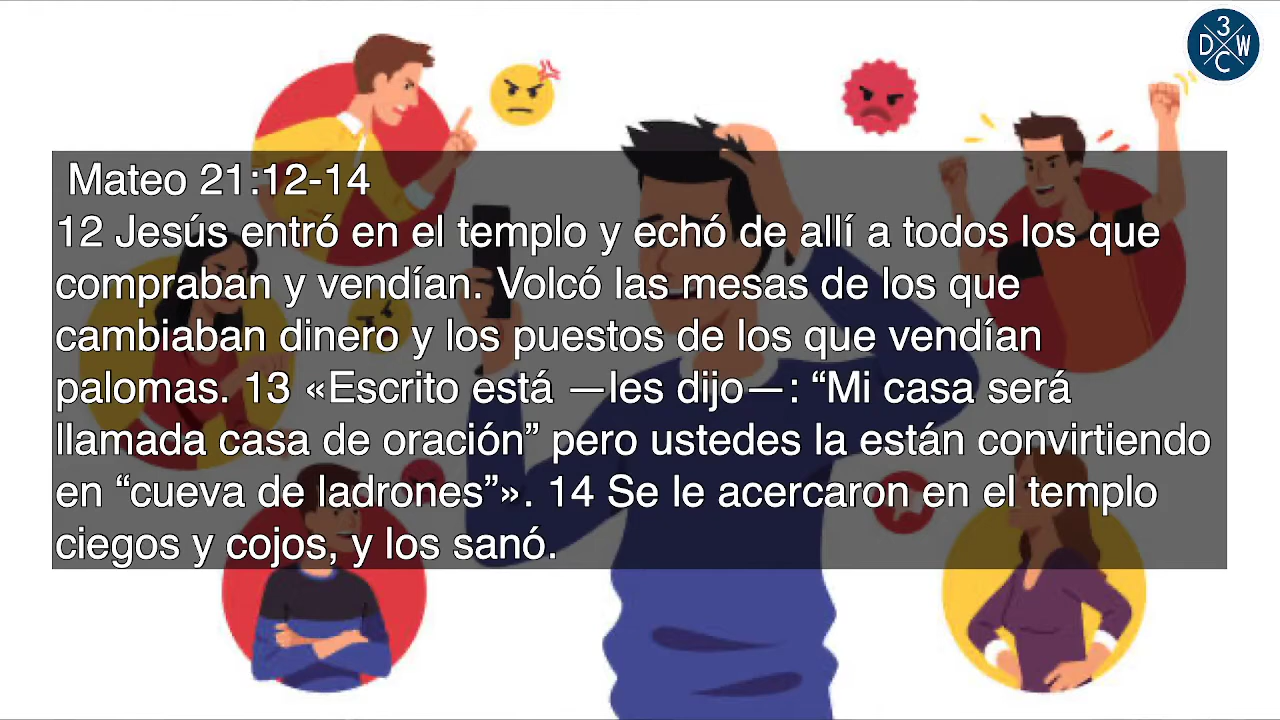 3
D W
C
Mateo 21:12-14
12 Jesús entró en el templo y echó de allí a todos los que
compraban y vendían. Volcó las mesas de los que
cambiaban dinero y los puestos de los que vendían
palomas. 13 «Escrito está —les dijo—: “Mi casa será
llamada casa de oración” pero ustedes la están convirtiendo
en “cueva de ladrones”». 14 Se le acercaron en el templo
ciegos y cojos, y los sanó.